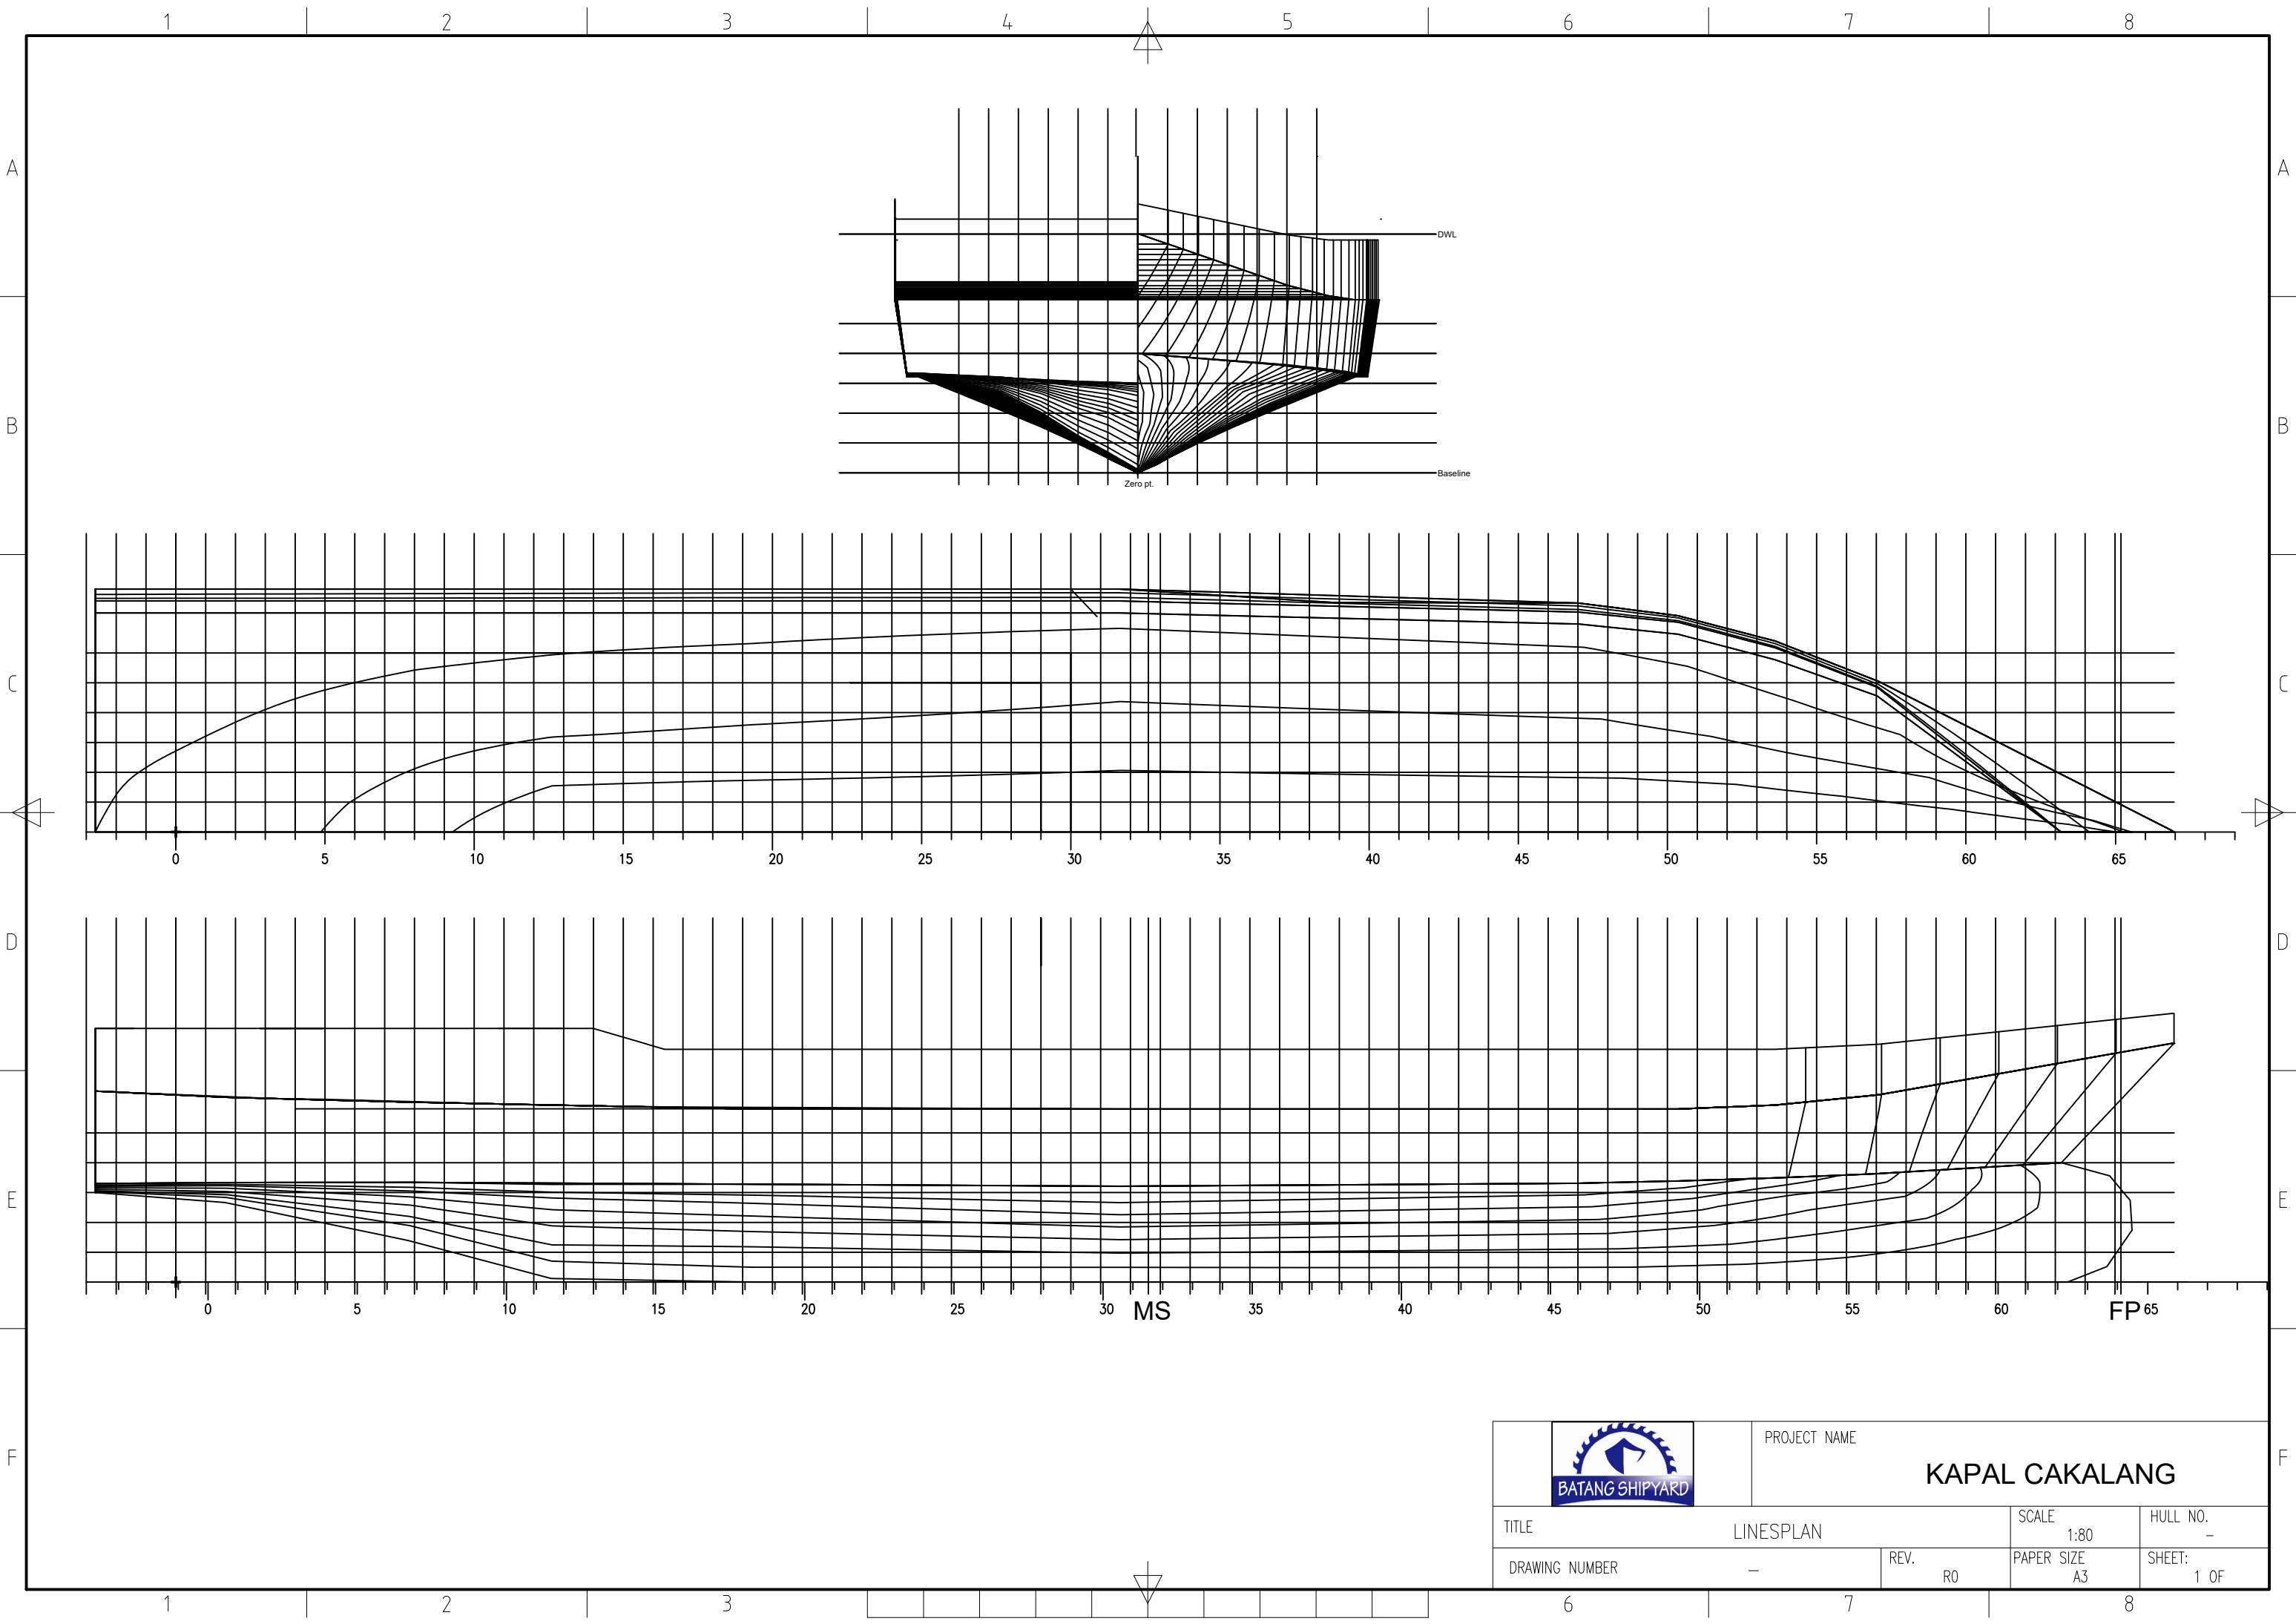 1 2 3 4 5 6 7 8
A A
DWL
B B
Baseline
Zero pt.
C C
0 5 10 15 20 25 30 35 40 45 50 55 60 65
D D
E E
0 5 10 15 20 25 30 MS 35 40 45 50 55 60 FP 65
F F
BATANG SHIPYARD
PROJECT NAME
KAPAL CAKALANG
TITLE LINESPLAN
SCALE
1:80
HULL NO.
–
DRAWING NUMBER –
REV.
R0
PAPER SIZE
A3
SHEET:
1 OF
1 2 3 6 7 8